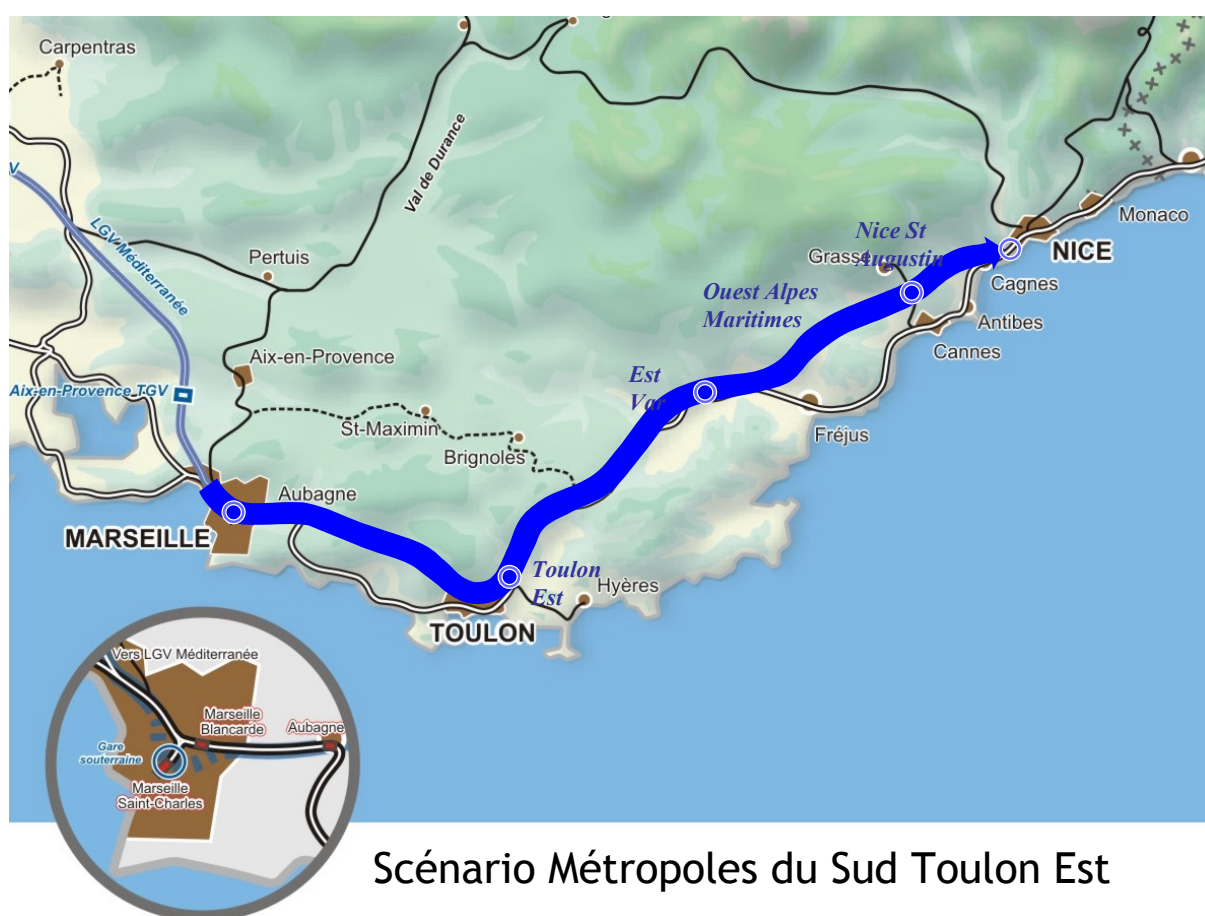 Carpentras
V
LGV Méditerranée
Val de Durance
Pertuis
Aix-en-Provence
Aix-en-Provence TGV
St-Maximin
Brignoles
Aubagne
MARSEILLE
TOULON
Toulon
Est
Hyères
Est
Var
Fréjus
Ouest Alpes
Maritimes
Nice St
Augustin
Grasse
Cannes
Antibes
Cagnes
NICE
Monaco
Vers LGV Méditerranée
Marseille
Blancarde
Aubagne
Gare
souterraine
Marseille
Saint-Charles
Scénario Métropoles du Sud Toulon Est